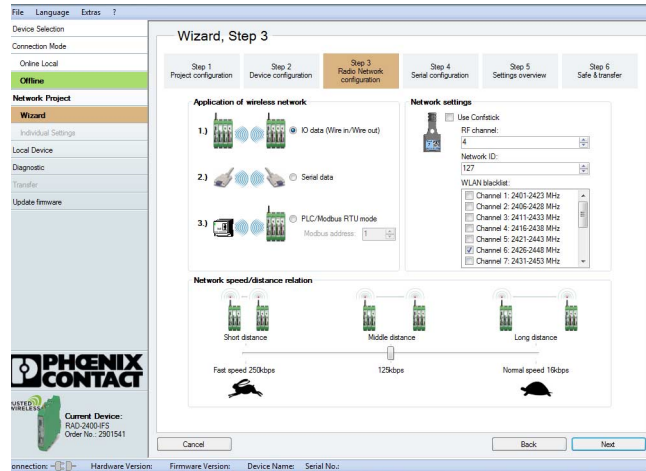 File Language Extras ?
Device Selection
Connection Mode
Online Local
Offline
Network Project
Wizard
Individual Settings
Local Device
Diagnostic
Transfer
Update firmware
Wizard, Step 3
Step 1
Project configuration
Step 2
Device configuration
Step 3
Radio Network
configuration
Step 4
Serial configuration
Step 5
Settings overview
Step 6
Safe & transfer
Application of wireless network
1.) IO data (Wire in/Wire out)
2.) Serial data
3.) PLC/Modbus RTU mode
Modbus address: 1
Network settings
Use Confstick
RF channel:
4
Network ID:
127
WLAN blacklist:
Channel 1: 2401-2423 MHz
Channel 2: 2406-2428 MHz
Channel 3: 2411-2433 MHz
Channel 4: 2416-2438 MHz
Channel 5: 2421-2443 MHz
Channel 6: 2426-2448 MHz
Channel 7: 2431-2453 MHz
Network speed/distance relation
Short distance Middle distance Long distance
Fast speed 250kbps 125kbps Normal speed 16kbps
PHŒNIX
CONTACT
USTED
WIRELESS
Current Device:
RAD-2400-IFS
Order No.: 2901541
Cancel Back Next
onnection: Hardware Version: Firmware Version: Device Name: Serial No.: